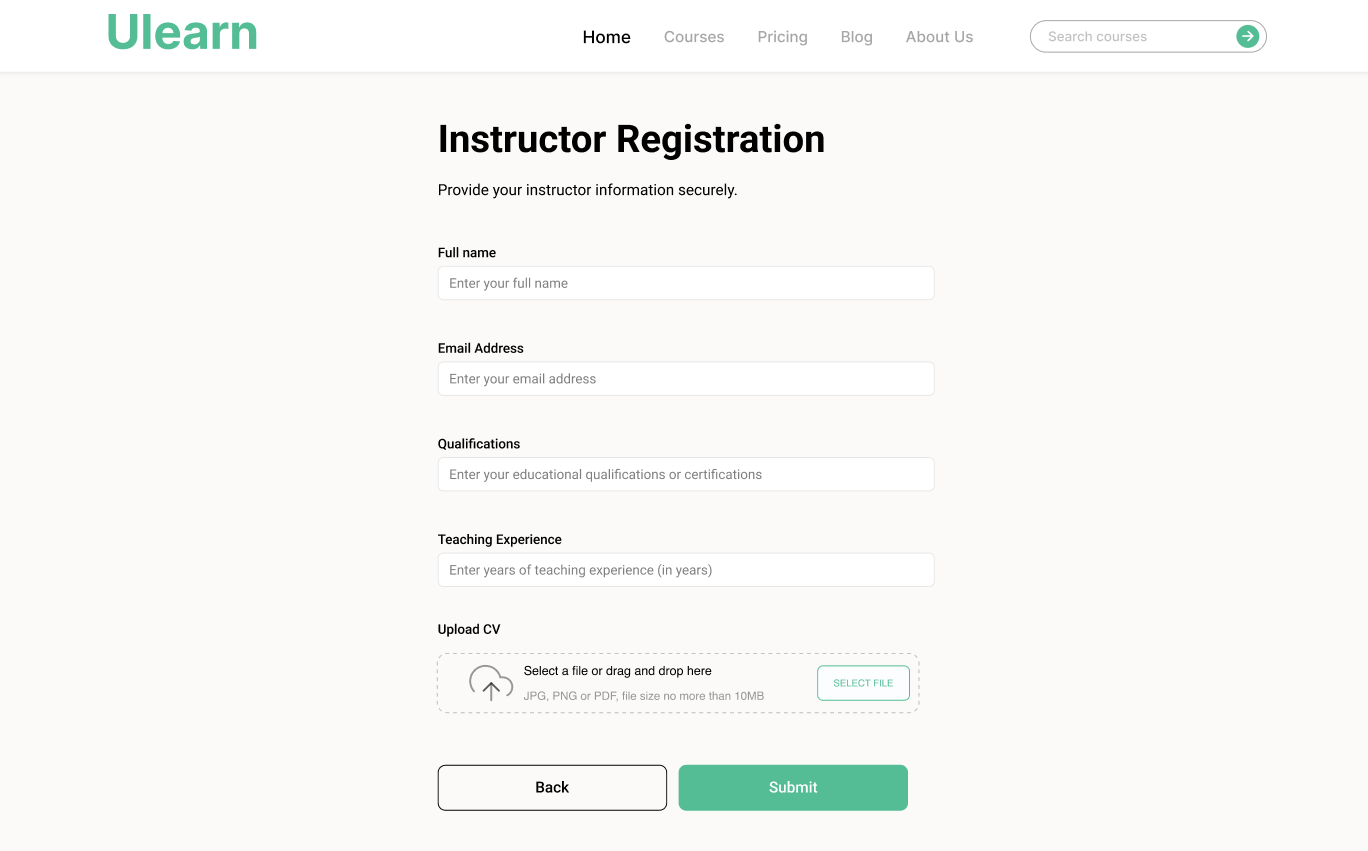 Ulearn
Home Courses Pricing Blog About Us Search courses
Instructor Registration
Provide your instructor information securely.
Full name
Enter your full name
Email Address
Enter your email address
Qualifications
Enter your educational qualifications or certifications
Teaching Experience
Enter years of teaching experience (in years)
Upload CV
Select a file or drag and drop here
JPG, PNG or PDF, file size no more than 10MB
SELECT FILE
Back Submit